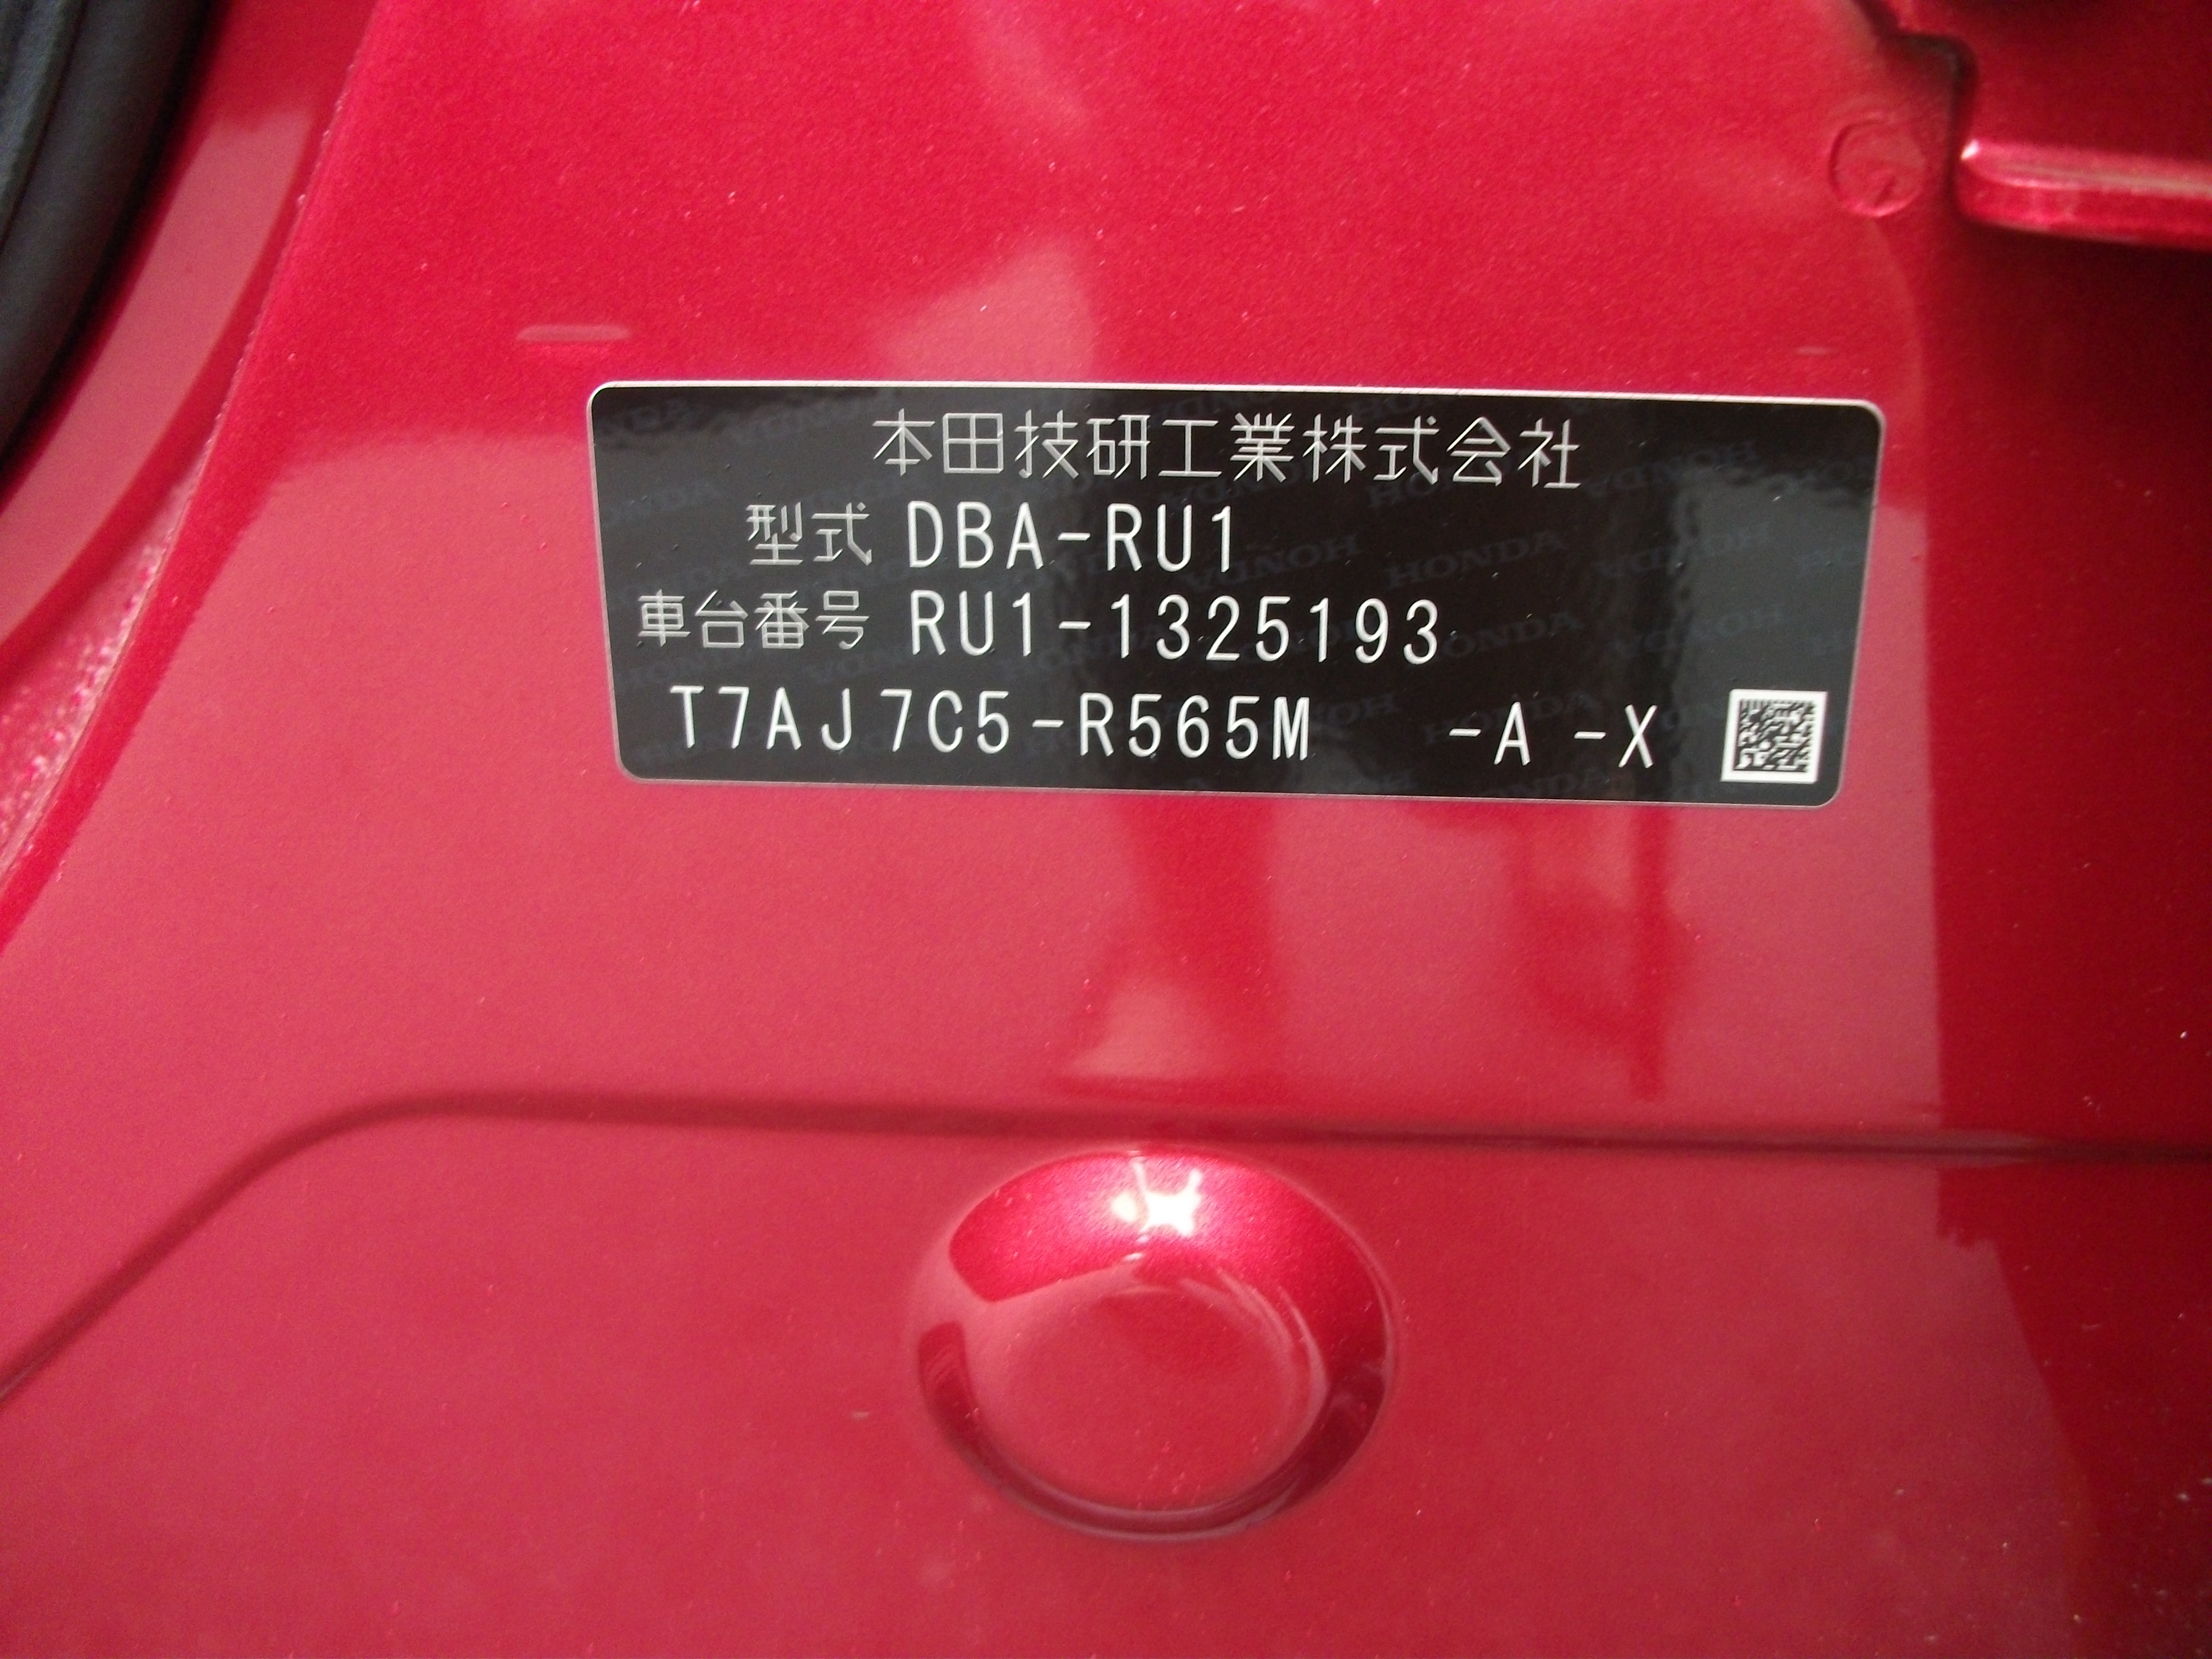 本田技研工業株式会社
型式 DBA-RU1
車台番号 RU1-1325193
T7AJ7C5-R565M -A -X